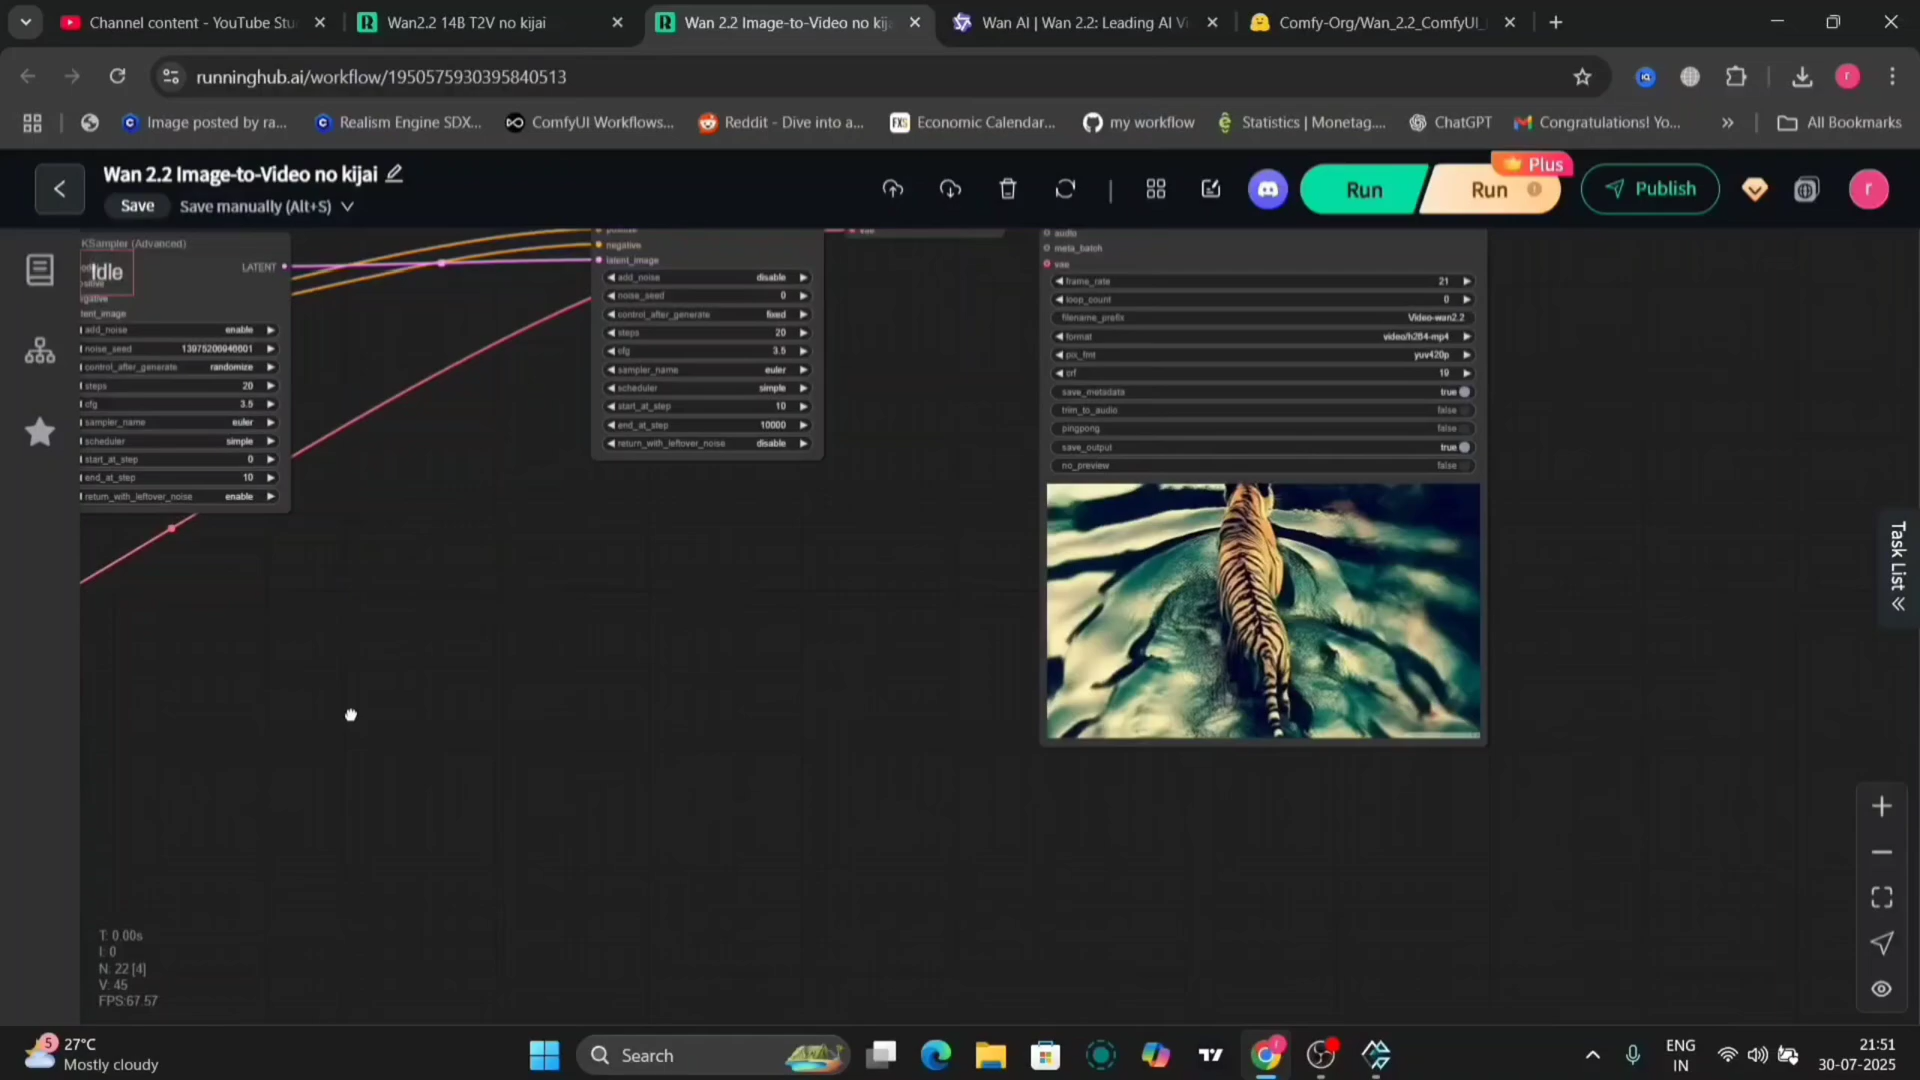 Channel content - YouTube Stu
Wan2.2 14B T2V no kijai
Wan 2.2 Image-to-Video no kij
Wan AI | Wan 2.2: Leading AI Vi
Comfy-Org/Wan_2.2_ComfyUI_
runninghub.ai/workflow/1950575930395840513
Image posted by ra...
Realism Engine SDX...
ComfyUI Workflows...
Reddit - Dive into a...
FXS
Economic Calendar...
my workflow
Statistics | Monetag....
ChatGPT
Congratulations! Yo...
All Bookmarks
Wan 2.2 Image-to-Video no kijai
Save
Save manually (Alt+S)
Run
Run
Plus
Publish
r
KSampler (Advanced)
Idle
LATENT
add_noise enable
noise_seed 13975206946601
control_after_generate randomize
steps 20
cfg 3.5
sampler_name euler
scheduler simple
start_at_step 0
end_at_step 10
return_with_leftover_noise enable
negative
latent_image
add_noise disable
noise_seed 0
control_after_generate fixed
steps 20
cfg 3.5
sampler_name euler
scheduler simple
start_at_step 10
end_at_step 10000
return_with_leftover_noise disable
audio
meta_batch
vae
frame_rate 21
loop_count 0
filename_prefix Video-wan2.2
format video/h264-mp4
pix_fmt yuv420p
crf 19
save_metadata true
trim_to_audio false
pingpong false
save_output true
no_preview false
Task List
T: 0.00s
I: 0
N: 22 [4]
V: 45
FPS:67.57
5
27°C
Mostly cloudy
Search
ENG
IN
21:51
30-07-2025